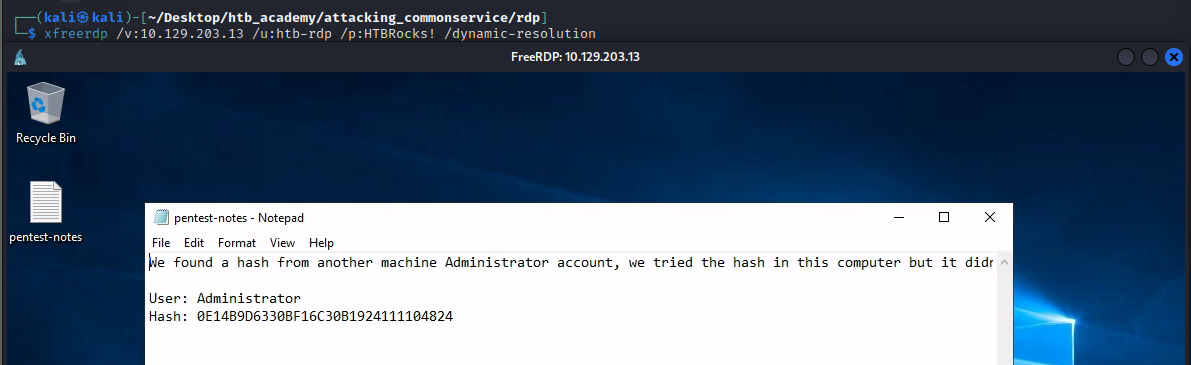 ┌──(kali㉿kali)-[~/Desktop/htb_academy/attacking_commonservice/rdp]
└─$ xfreerdp /v:10.129.203.13 /u:htb-rdp /p:HTBRocks! /dynamic-resolution
FreeRDP: 10.129.203.13
Recycle Bin
pentest-notes
pentest-notes - Notepad
File Edit Format View Help
We found a hash from another machine Administrator account, we tried the hash in this computer but it didn
User: Administrator
Hash: 0E14B9D6330BF16C30B1924111104824